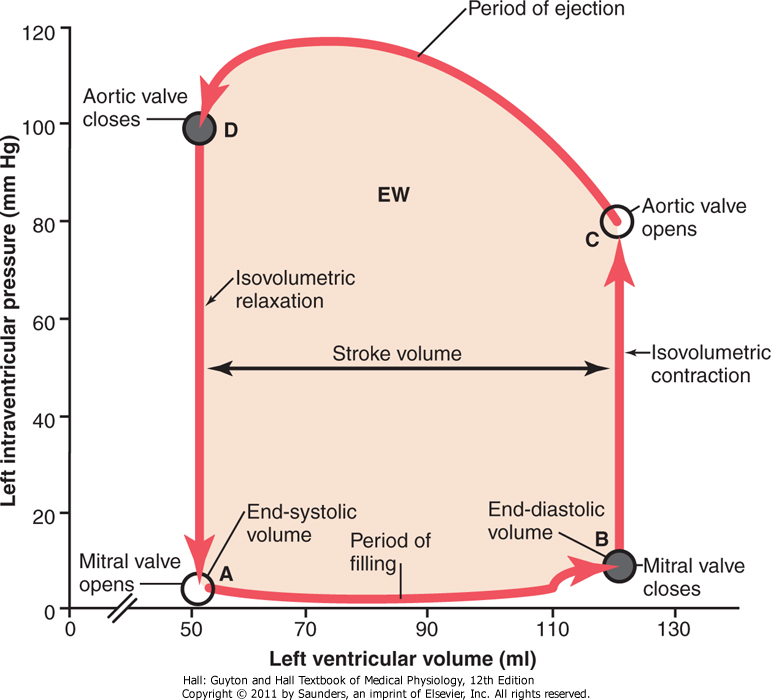 Period of ejection
120
Aortic valve
closes
D
100
EW
Aortic valve
opens
C
80
Left intraventricular pressure (mm Hg)
Isovolumetric
relaxation
60
Stroke volume
Isovolumetric
contraction
40
End-systolic
volume
End-diastolic
volume
20
Period of
filling
B
Mitral valve
opens
A
Mitral valve
closes
0
0
50
70
90
110
130
Left ventricular volume (ml)
Hall: Guyton and Hall Textbook of Medical Physiology, 12th Edition
Copyright © 2011 by Saunders, an imprint of Elsevier, Inc. All rights reserved.